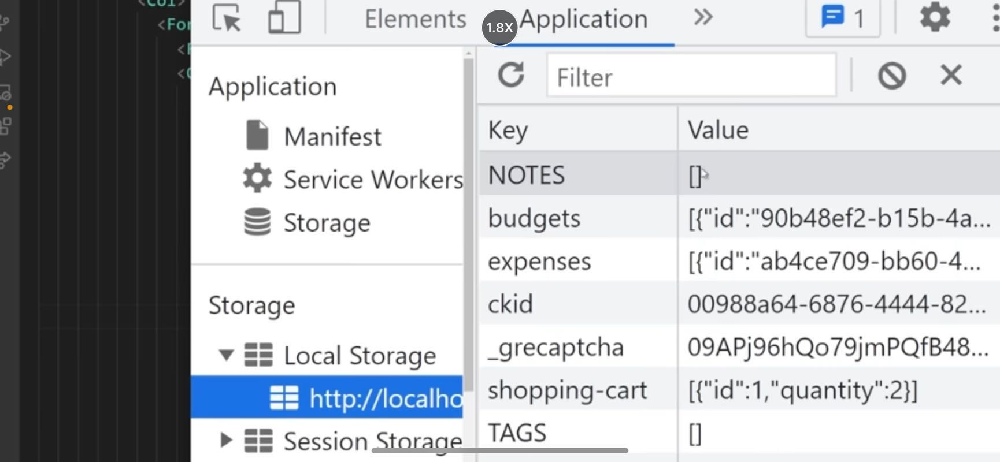 <Col>
<For
Elements
1.8X
Application
1
Filter
Application
Manifest
Service Workers
Storage
Storage
Local Storage
http://localho
Session Storage
Key Value
NOTES []
budgets [{"id":"90b48ef2-b15b-4a...
expenses [{"id":"ab4ce709-bb60-4...
ckid 00988a64-6876-4444-82...
_grecaptcha 09APj96hQo79jmPQfB48...
shopping-cart [{"id":1,"quantity":2}]
TAGS []